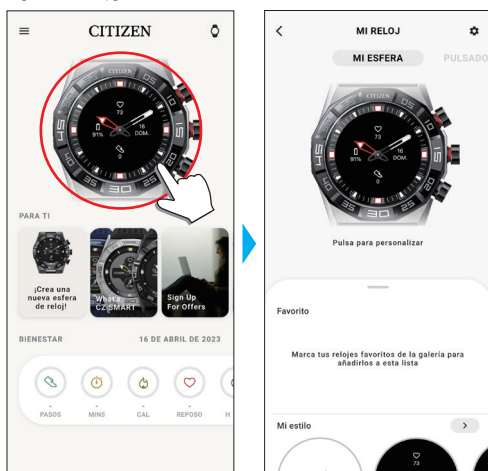 CITIZEN
CITIZEN
73
91%
16
DOM.
0
PARA TI
¡Crea una
nueva esfera
de reloj!
What's
CZ SMART
Sign Up
For Offers
BIENESTAR
16 DE ABRIL DE 2023
-
-
-
-
PASOS
MINS
CAL
REPOSO
H
MI RELOJ
MI ESFERA
PULSADO
CITIZEN
73
91%
16
DOM.
0
Pulsa para personalizar
Favorito
Marca tus relojes favoritos de la galería para
añadirlos a esta lista
Mi estilo
73